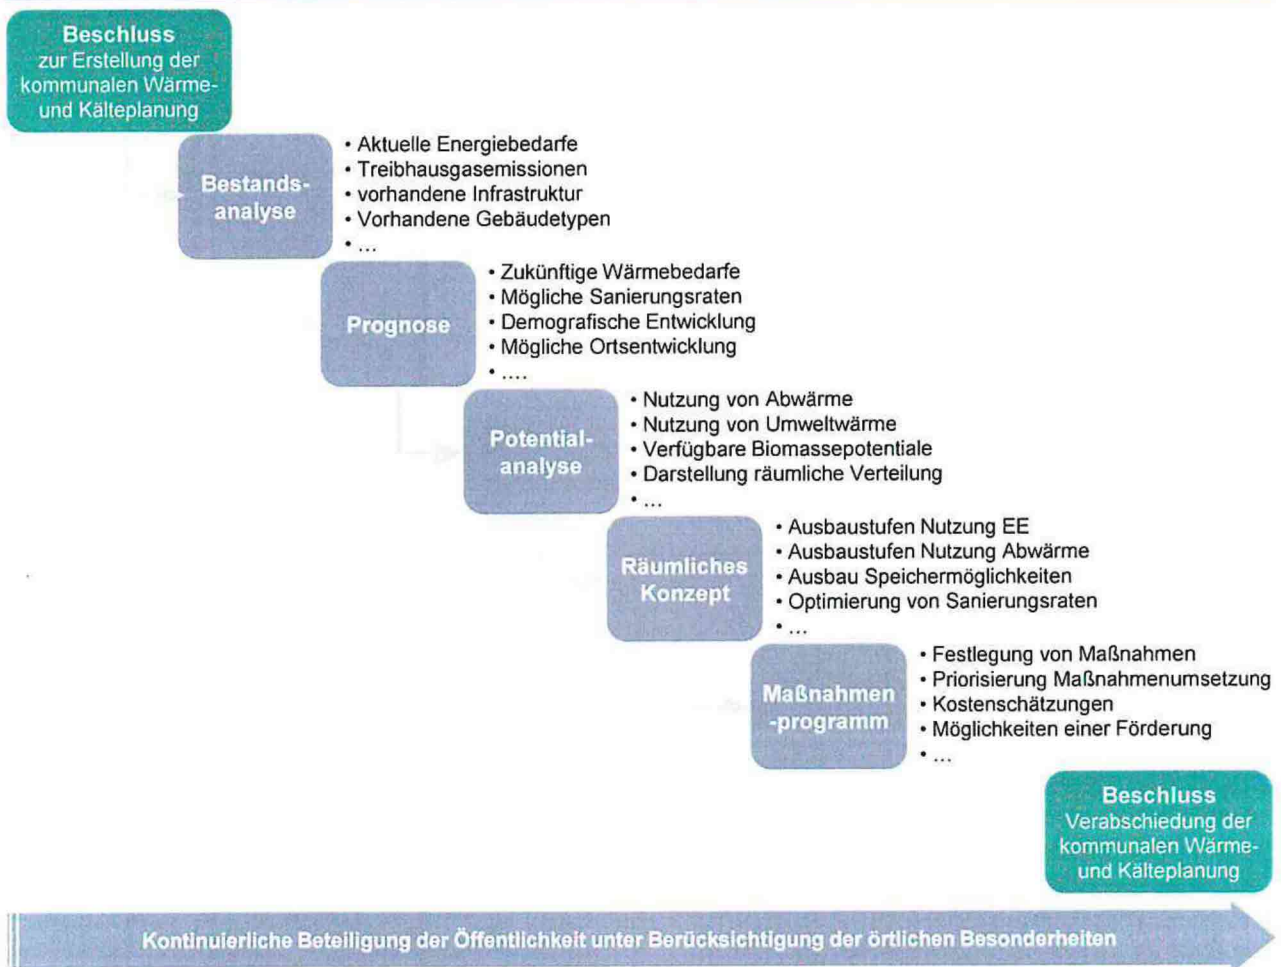 Beschluss
zur Erstellung der
kommunalen Wärme-
und Kälteplanung
Bestands-
analyse
• Aktuelle Energiebedarfe
• Treibhausgasemissionen
• vorhandene Infrastruktur
• Vorhandene Gebäudetypen
• ...
Prognose
• Zukünftige Wärmebedarfe
• Mögliche Sanierungsraten
• Demografische Entwicklung
• Mögliche Ortsentwicklung
• ....
Potential-
analyse
• Nutzung von Abwärme
• Nutzung von Umweltwärme
• Verfügbare Biomassepotentiale
• Darstellung räumliche Verteilung
• ...
Räumliches
Konzept
• Ausbaustufen Nutzung EE
• Ausbaustufen Nutzung Abwärme
• Ausbau Speichermöglichkeiten
• Optimierung von Sanierungsraten
• ...
Maßnahmen
-programm
• Festlegung von Maßnahmen
• Priorisierung Maßnahmenumsetzung
• Kostenschätzungen
• Möglichkeiten einer Förderung
• ...
Beschluss
Verabschiedung der
kommunalen Wärme-
und Kälteplanung
Kontinuierliche Beteiligung der Öffentlichkeit unter Berücksichtigung der örtlichen Besonderheiten